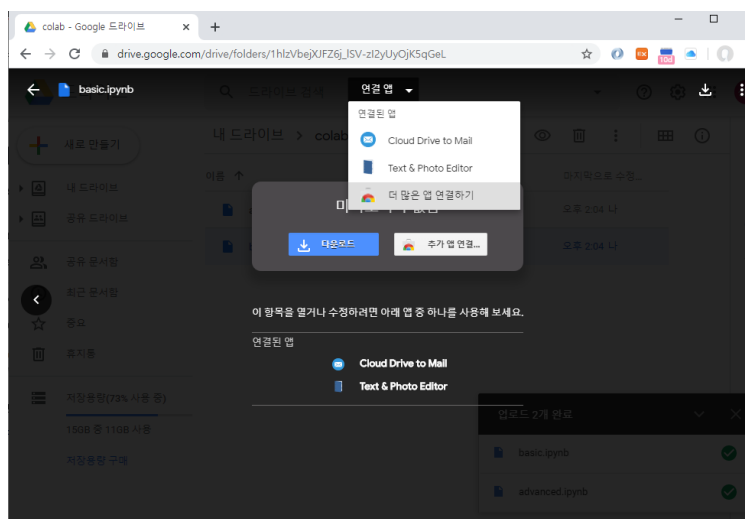 colab - Google 드라이브
drive.google.com/drive/folders/1hlzVbejXJFZ6j_lSV-zI2yUyOjK5qGeL
10d
basic.ipynb
드라이브 검색
연결 앱
연결된 앱
Cloud Drive to Mail
Text & Photo Editor
더 많은 앱 연결하기
새로 만들기
내 드라이브 > colab
이름
마지막으로 수정...
내 드라이브
오후 2:04 나
공유 드라이브
다운로드
추가 앱 연결...
오후 2:04 나
공유 문서함
최근 문서함
중요
휴지통
이 항목을 열거나 수정하려면 아래 앱 중 하나를 사용해 보세요.
연결된 앱
Cloud Drive to Mail
Text & Photo Editor
저장용량(73% 사용 중)
15GB 중 11GB 사용
저장용량 구매
업로드 2개 완료
basic.ipynb
advanced.ipynb